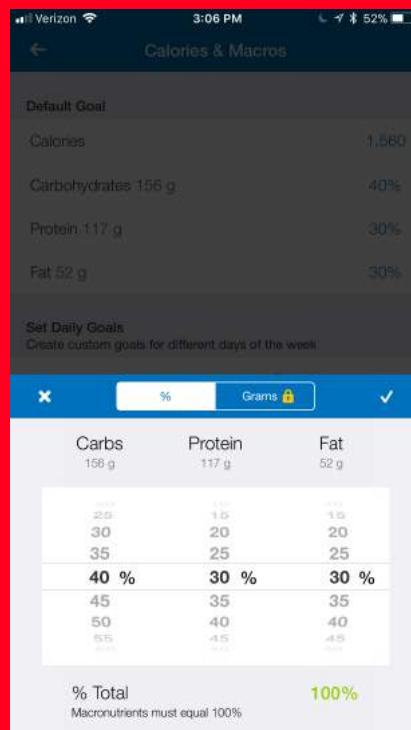 Verizon 3:06 PM 52%
Calories & Macros
Default Goal
Calories 1,560
Carbohydrates 156 g 40%
Protein 117 g 30%
Fat 52 g 30%
Set Daily Goals
Create custom goals for different days of the week
% Grams
Carbs Protein Fat
156 g 117 g 52 g
25 15 15
30 20 20
35 25 25
40 % 30 % 30 %
45 35 35
50 40 40
55 45 45
% Total 100%
Macronutrients must equal 100%